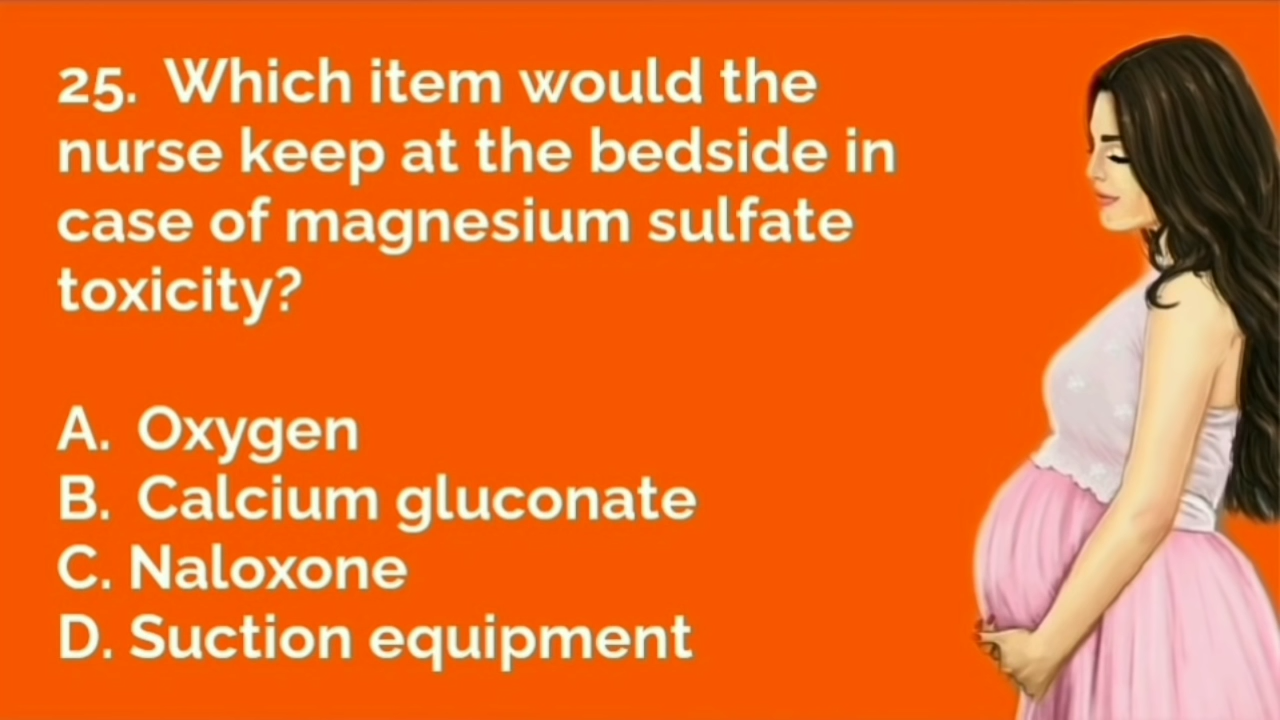 25. Which item would the
nurse keep at the bedside in
case of magnesium sulfate
toxicity?
A. Oxygen
B. Calcium gluconate
C. Naloxone
D. Suction equipment